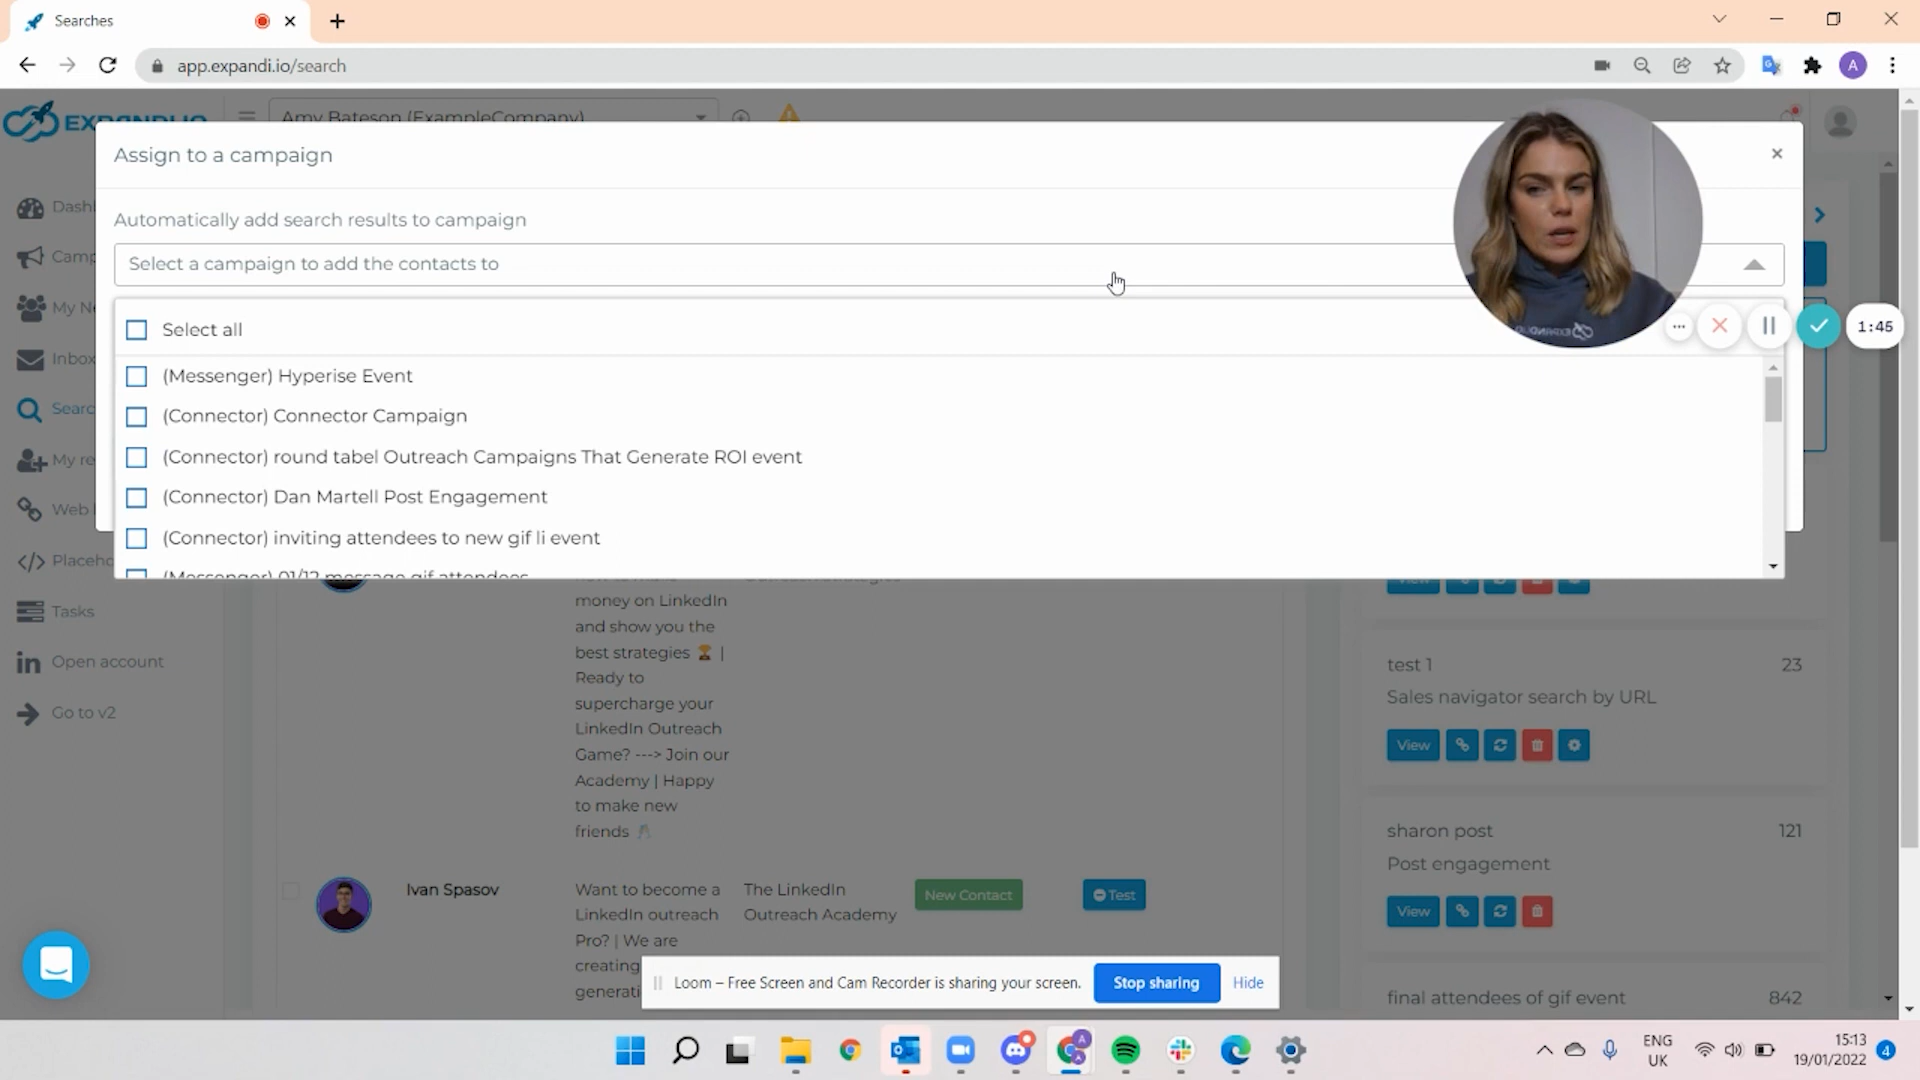 Searches
app.expandi.io/search
A
EXPANDI.IO
Amy Bateson (ExampleCompany)
Assign to a campaign
Automatically add search results to campaign
Select a campaign to add the contacts to
Select all
(Messenger) Hyperise Event
(Connector) Connector Campaign
(Connector) round tabel Outreach Campaigns That Generate ROI event
(Connector) Dan Martell Post Engagement
(Connector) inviting attendees to new gif li event
(Messenger) 01/12 message gif attendees
1:45
Dashb
Camp
My Ne
Inbox
Searc
My re
Web
Placeho
Tasks
Open account
Go to v2
money on LinkedIn
and show you the
best strategies 🏆 |
Ready to
supercharge your
LinkedIn Outreach
Game? ---> Join our
Academy | Happy
to make new
friends
Ivan Spasov
Want to become a
LinkedIn outreach
Pro? | We are
creating
generati
The LinkedIn
Outreach Academy
New Contact
Test
View
test 1
23
Sales navigator search by URL
View
sharon post
121
Post engagement
View
final attendees of gif event
842
Loom – Free Screen and Cam Recorder is sharing your screen.
Stop sharing
Hide
ENG
UK
15:13
19/01/2022
4